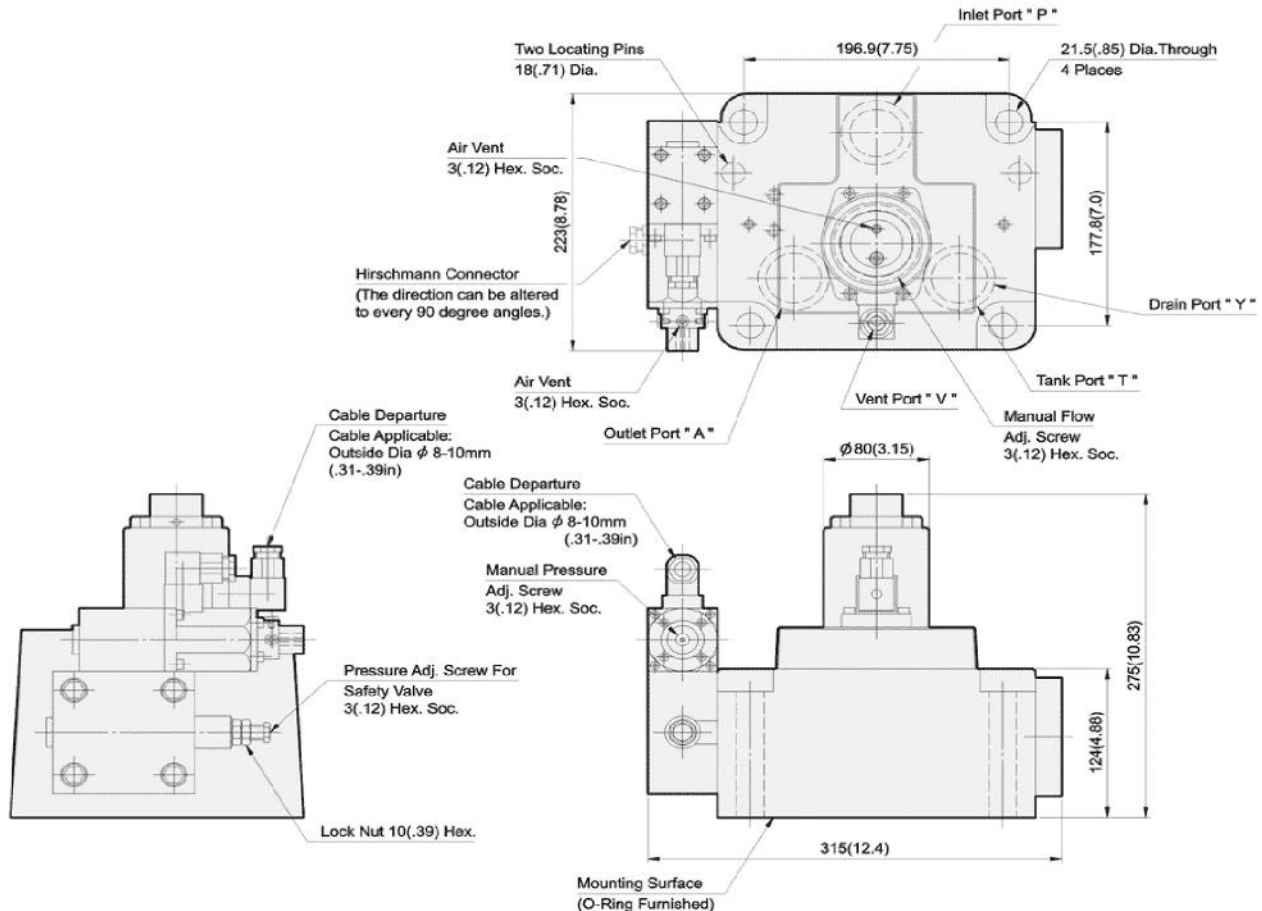 Inlet Port " P "
Two Locating Pins
18(.71) Dia.
196.9(7.75)
21.5(.85) Dia.Through
4 Places
Air Vent
3(.12) Hex. Soc.
223(8.78)
177.8(7.0)
Hirschmann Connector
(The direction can be altered
to every 90 degree angles.)
Drain Port " Y "
Air Vent
3(.12) Hex. Soc.
Tank Port " T "
Vent Port " V "
Outlet Port " A "
Manual Flow
Adj. Screw
3(.12) Hex. Soc.
Cable Departure
Cable Applicable:
Outside Dia ϕ 8-10mm
(.31-.39in)
ϕ80(3.15)
Cable Departure
Cable Applicable:
Outside Dia ϕ 8-10mm
(.31-.39in)
Manual Pressure
Adj. Screw
3(.12) Hex. Soc.
275(10.83)
124(4.88)
Pressure Adj. Screw For
Safety Valve
3(.12) Hex. Soc.
Lock Nut 10(.39) Hex.
315(12.4)
Mounting Surface
(O-Ring Furnished)